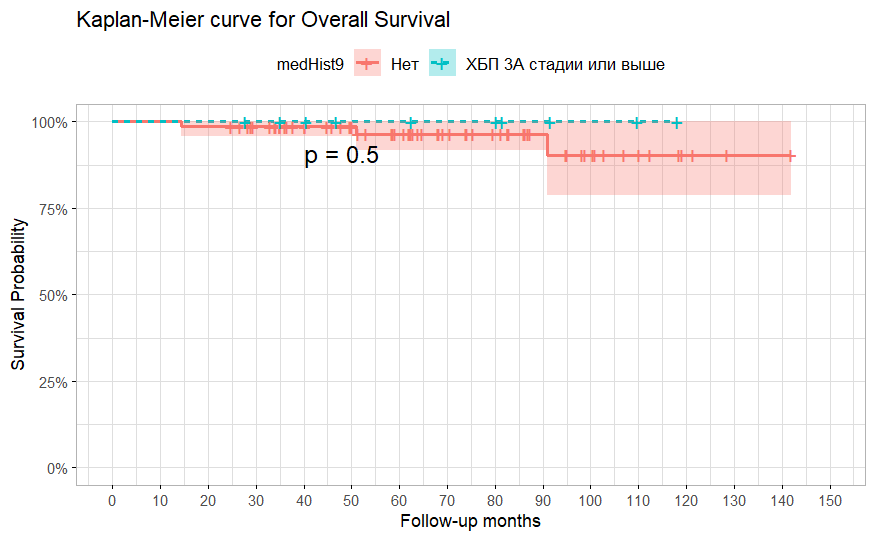 Kaplan-Meier curve for Overall Survival
medHist9 Нет ХБП 3А стадии или выше
100%
75%
50%
25%
0%
Survival Probability
p = 0.5
0 10 20 30 40 50 60 70 80 90 100 110 120 130 140 150
Follow-up months